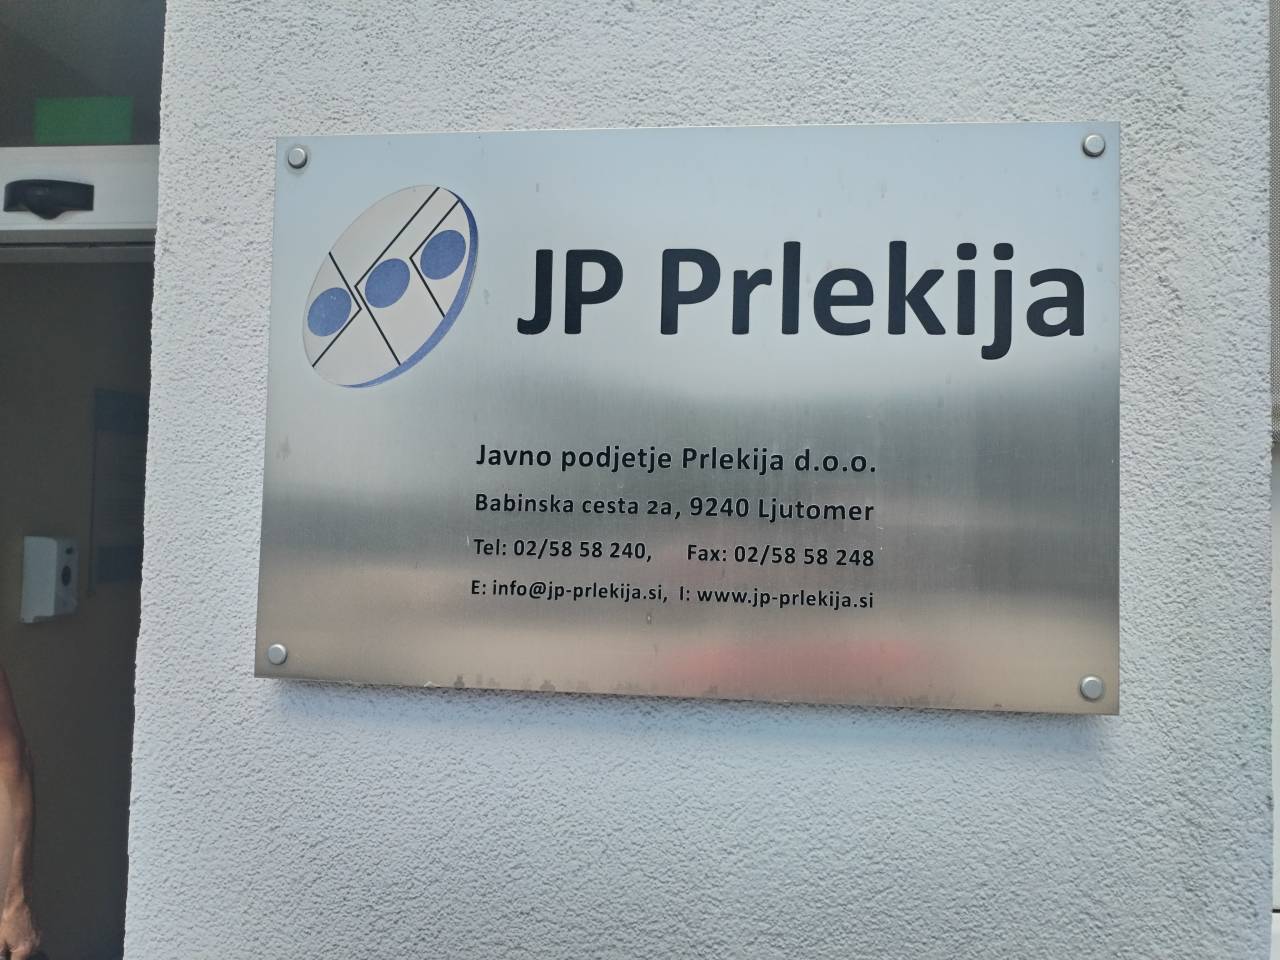 JP Prlekija
Javno podjetje Prlekija d.o.o.
Babinska cesta 2a, 9240 Ljutomer
Tel: 02/58 58 240, Fax: 02/58 58 248
E: info@jp-prlekija.si, I: www.jp-prlekija.si